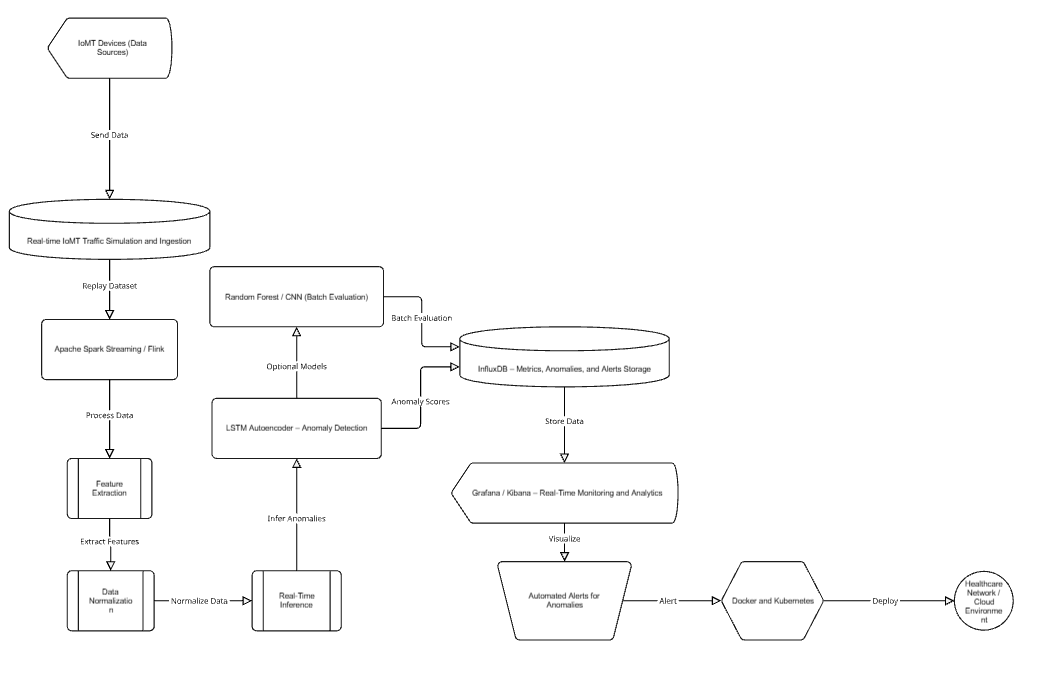 IoMT Devices (Data
Sources)
Send Data
Real-time IoMT Traffic Simulation and Ingestion
Replay Dataset
Apache Spark Streaming / Flink
Process Data
Feature
Extraction
Extract Features
Data
Normalizatio
n
Normalize Data
Real-Time
Inference
Infer Anomalies
LSTM Autoencoder – Anomaly Detection
Optional Models
Random Forest / CNN (Batch Evaluation)
Batch Evaluation
Anomaly Scores
InfluxDB – Metrics, Anomalies, and Alerts Storage
Store Data
Grafana / Kibana – Real-Time Monitoring and Analytics
Visualize
Automated Alerts for
Anomalies
Alert
Docker and Kubernetes
Deploy
Healthcare
Network /
Cloud
Environme
nt